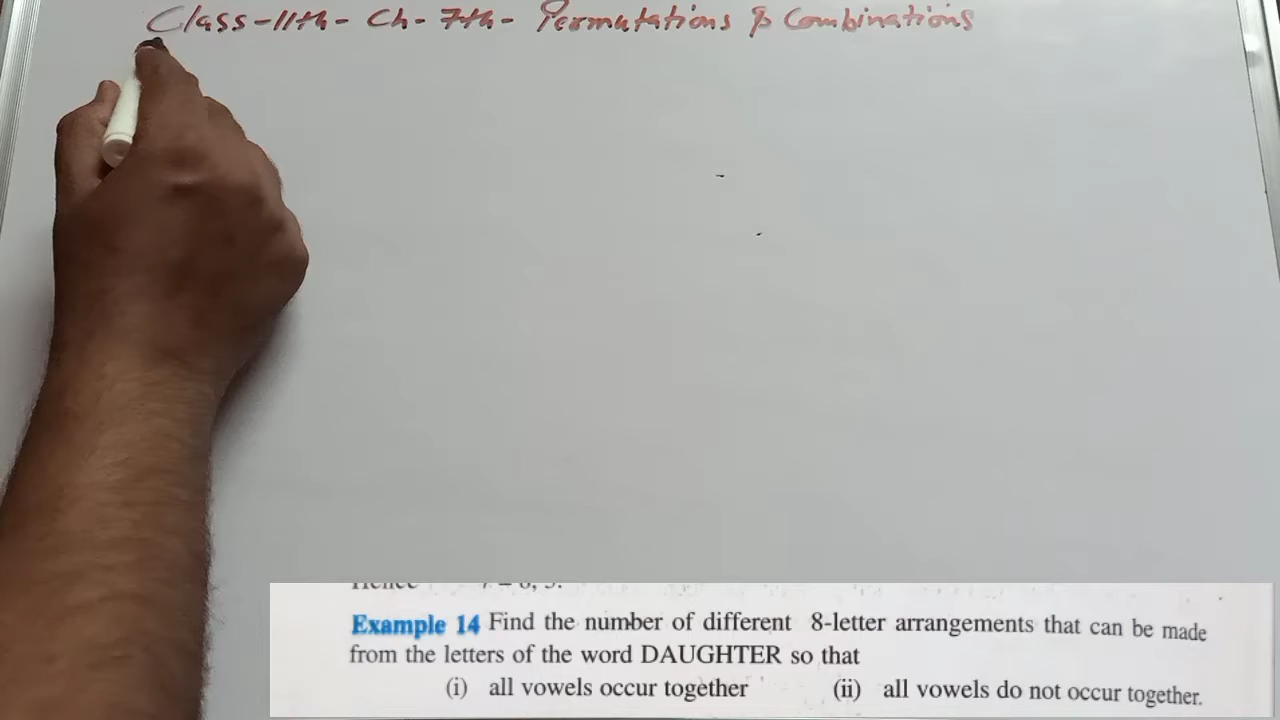 Class-11th- Ch- 7th- Permutations & Combinations
Example 14 Find the number of different 8-letter arrangements that can be made
from the letters of the word DAUGHTER so that
(i) all vowels occur together (ii) all vowels do not occur together.